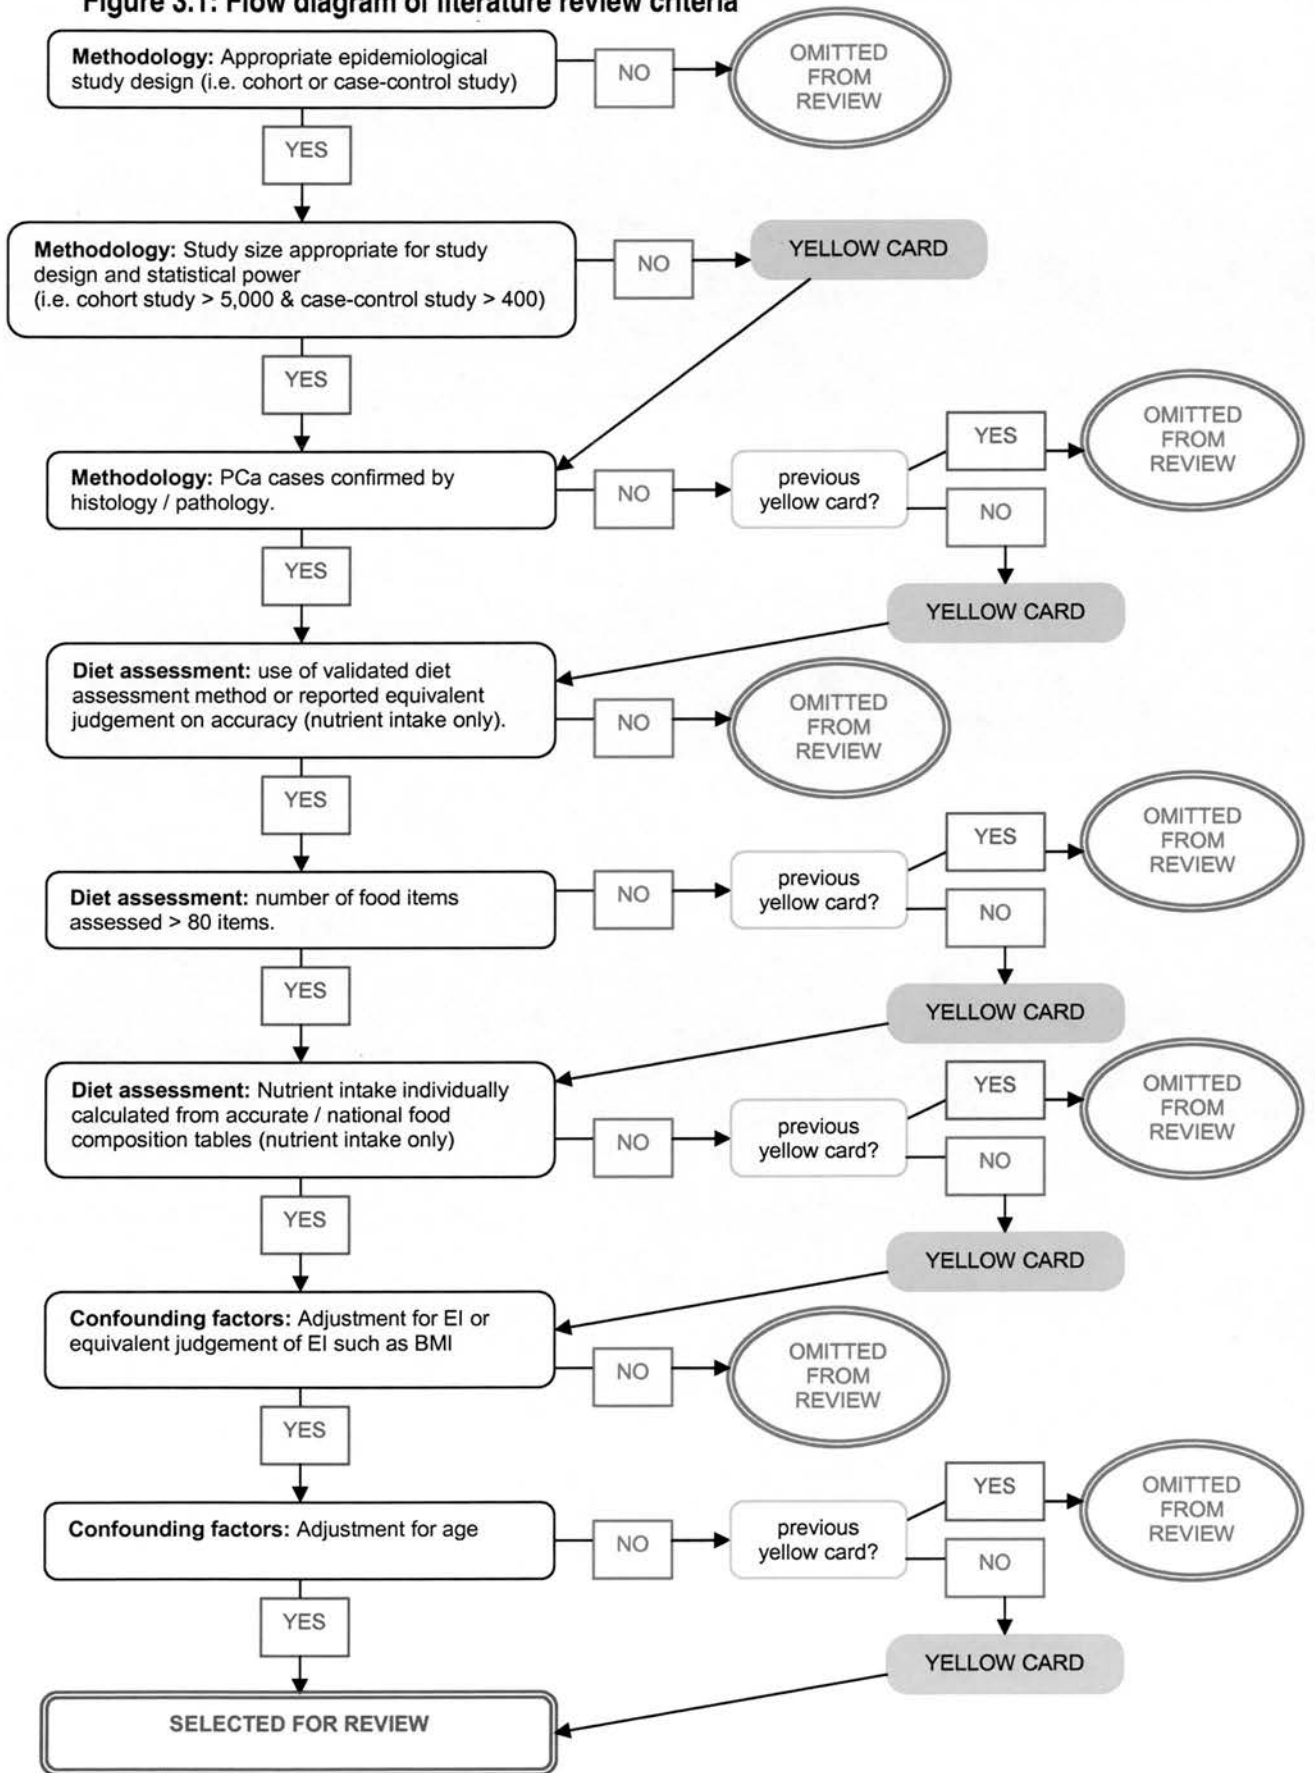 Figure 3.1: Flow diagram of literature review criteria
Methodology: Appropriate epidemiological
study design (i.e. cohort or case-control study)
NO
OMITTED
FROM
REVIEW
YES
Methodology: Study size appropriate for study
design and statistical power
(i.e. cohort study > 5,000 & case-control study > 400)
NO
YELLOW CARD
YES
Methodology: PCa cases confirmed by
histology / pathology.
NO
previous
yellow card?
YES
OMITTED
FROM
REVIEW
NO
YELLOW CARD
YES
Diet assessment: use of validated diet
assessment method or reported equivalent
judgement on accuracy (nutrient intake only).
NO
OMITTED
FROM
REVIEW
YES
Diet assessment: number of food items
assessed > 80 items.
NO
previous
yellow card?
YES
OMITTED
FROM
REVIEW
NO
YELLOW CARD
YES
Diet assessment: Nutrient intake individually
calculated from accurate / national food
composition tables (nutrient intake only)
NO
previous
yellow card?
YES
OMITTED
FROM
REVIEW
NO
YELLOW CARD
YES
Confounding factors: Adjustment for EI or
equivalent judgement of EI such as BMI
NO
OMITTED
FROM
REVIEW
YES
Confounding factors: Adjustment for age
NO
previous
yellow card?
YES
OMITTED
FROM
REVIEW
NO
YELLOW CARD
YES
SELECTED FOR REVIEW